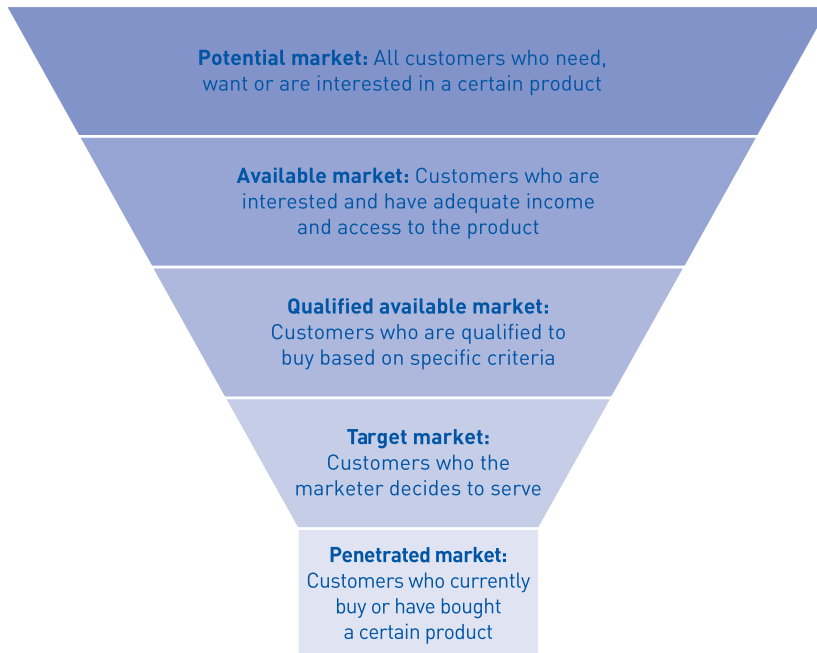 Potential market: All customers who need,
want or are interested in a certain product
Available market: Customers who are
interested and have adequate income
and access to the product
Qualified available market:
Customers who are qualified to
buy based on specific criteria
Target market:
Customers who the
marketer decides to serve
Penetrated market:
Customers who currently
buy or have bought
a certain product